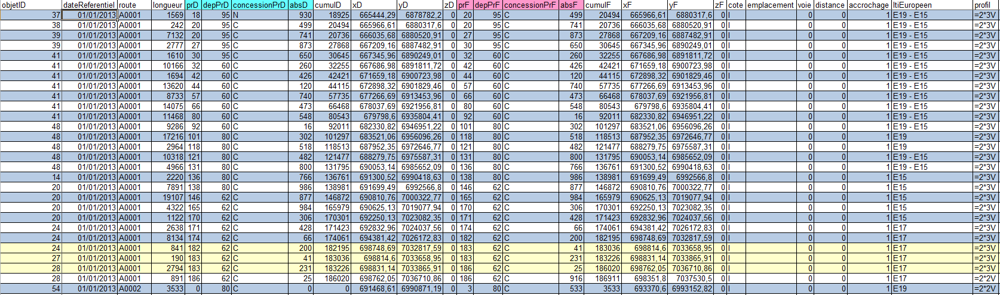 objetID dateReferentiel route longueur prD depPrD concessionPrD absD cumulD xD yD zD prF depPrF concessionPrF absF cumulF xF yF zF cote emplacement voie distance accrochage ItiEuropeen profil
37 01/01/2013 A0001 1569 18 95 N 930 18925 665444,29 6878782,2 0 20 95 C 499 20494 665966,61 6880317,6 0 I 0 0 1 E19 - E15 =2*3V
38 01/01/2013 A0001 242 20 95 C 499 20494 665966,61 6880317,6 0 20 95 C 741 20736 666035,68 6880520,91 0 I 0 0 1 E19 - E15 =2*3V
39 01/01/2013 A0001 7132 20 95 C 741 20736 666035,68 6880520,91 0 27 95 C 873 27868 667209,16 6887482,91 0 I 0 0 1 E19 - E15 =2*3V
39 01/01/2013 A0001 2777 27 95 C 873 27868 667209,16 6887482,91 0 30 95 C 650 30645 667345,96 6890249,01 0 I 0 0 1 E19 - E15 =2*3V
41 01/01/2013 A0001 1610 30 95 C 650 30645 667345,96 6890249,01 0 32 60 C 260 32255 667686,98 6891811,72 0 I 0 0 1 E19 - E15 =2*3V
41 01/01/2013 A0001 10166 32 60 C 260 32255 667686,98 6891811,72 0 42 60 C 426 42421 671659,18 6900723,98 0 I 0 0 1 E19 - E15 =2*3V
41 01/01/2013 A0001 1694 42 60 C 426 42421 671659,18 6900723,98 0 44 60 C 120 44115 672898,32 6901829,46 0 I 0 0 1 E19 - E15 =2*3V
41 01/01/2013 A0001 13620 44 60 C 120 44115 672898,32 6901829,46 0 57 60 C 740 57735 677266,69 6913453,96 0 I 0 0 1 E19 - E15 =2*3V
41 01/01/2013 A0001 8733 57 60 C 740 57735 677266,69 6913453,96 0 66 60 C 473 66468 678037,69 6921956,81 0 I 0 0 1 E19 - E15 =2*3V
41 01/01/2013 A0001 14075 66 60 C 473 66468 678037,69 6921956,81 0 80 60 C 548 80543 679798,6 6935804,41 0 I 0 0 1 E19 - E15 =2*3V
41 01/01/2013 A0001 11468 80 60 C 548 80543 679798,6 6935804,41 0 92 60 C 16 92011 682330,82 6946951,22 0 I 0 0 1 E19 - E15 =2*3V
48 01/01/2013 A0001 9286 92 60 C 16 92011 682330,82 6946951,22 0 101 80 C 302 101297 683521,06 6956096,26 0 I 0 0 1 E19 - E15 =2*3V
48 01/01/2013 A0001 17216 101 80 C 302 101297 683521,06 6956096,26 0 118 80 C 518 118513 687952,35 6972646,77 0 I 0 0 1 E19 =2*3V
48 01/01/2013 A0001 2964 118 80 C 518 118513 687952,35 6972646,77 0 121 80 C 482 121477 688279,75 6975587,31 0 I 0 0 1 E19 =2*3V
48 01/01/2013 A0001 10318 121 80 C 482 121477 688279,75 6975587,31 0 131 80 C 800 131795 690053,14 6985652,09 0 I 0 0 1 E19 - E15 =2*3V
48 01/01/2013 A0001 4966 131 80 C 800 131795 690053,14 6985652,09 0 136 80 C 766 136761 691300,52 6990418,63 0 I 0 0 1 E19 - E15 =2*3V
14 01/01/2013 A0001 2220 136 80 C 766 136761 691300,52 6990418,63 0 138 80 C 986 138981 691699,49 6992566,8 0 I 0 0 1 E15 =2*3V
20 01/01/2013 A0001 7891 138 80 C 986 138981 691699,49 6992566,8 0 146 62 C 877 146872 690810,76 7000322,77 0 I 0 0 1 E15 =2*3V
20 01/01/2013 A0001 19107 146 62 C 877 146872 690810,76 7000322,77 0 165 62 C 984 165979 690625,13 7019077,94 0 I 0 0 1 E15 =2*3V
20 01/01/2013 A0001 4322 165 62 C 984 165979 690625,13 7019077,94 0 170 62 C 306 170301 692250,13 7023082,35 0 I 0 0 1 E15 =2*3V
20 01/01/2013 A0001 1122 170 62 C 306 170301 692250,13 7023082,35 0 171 62 C 428 171423 692832,96 7024037,56 0 I 0 0 1 E15 =2*3V
24 01/01/2013 A0001 2638 171 62 C 428 171423 692832,96 7024037,56 0 174 62 C 66 174061 694381,42 7026172,83 0 I 0 0 1 E17 =2*3V
24 01/01/2013 A0001 8134 174 62 C 66 174061 694381,42 7026172,83 0 182 62 C 200 182195 698748,69 7032817,59 0 I 0 0 1 E17 =2*3V
24 01/01/2013 A0001 841 182 62 C 200 182195 698748,69 7032817,59 0 183 62 C 41 183036 698814,6 7033658,95 0 I 0 0 1 E17 =2*3V
27 01/01/2013 A0001 190 183 62 C 41 183036 698814,6 7033658,95 0 183 62 C 231 183226 698831,14 7033865,91 0 I 0 0 1 E17 =2*3V
28 01/01/2013 A0001 2794 183 62 C 231 183226 698831,14 7033865,91 0 186 62 C 25 186020 698762,05 7036710,86 0 I 0 0 1 E17 =2*3V
28 01/01/2013 A0001 891 186 62 C 25 186020 698762,05 7036710,86 0 186 62 C 916 186911 698351,8 7037530,5 0 I 0 0 1 E17 =2*2V
54 01/01/2013 A0002 3533 0 80 C 0 0 691468,61 6990871,19 0 3 80 C 533 3533 693370,6 6993152,82 0 I 0 0 1 E19 =2*2V